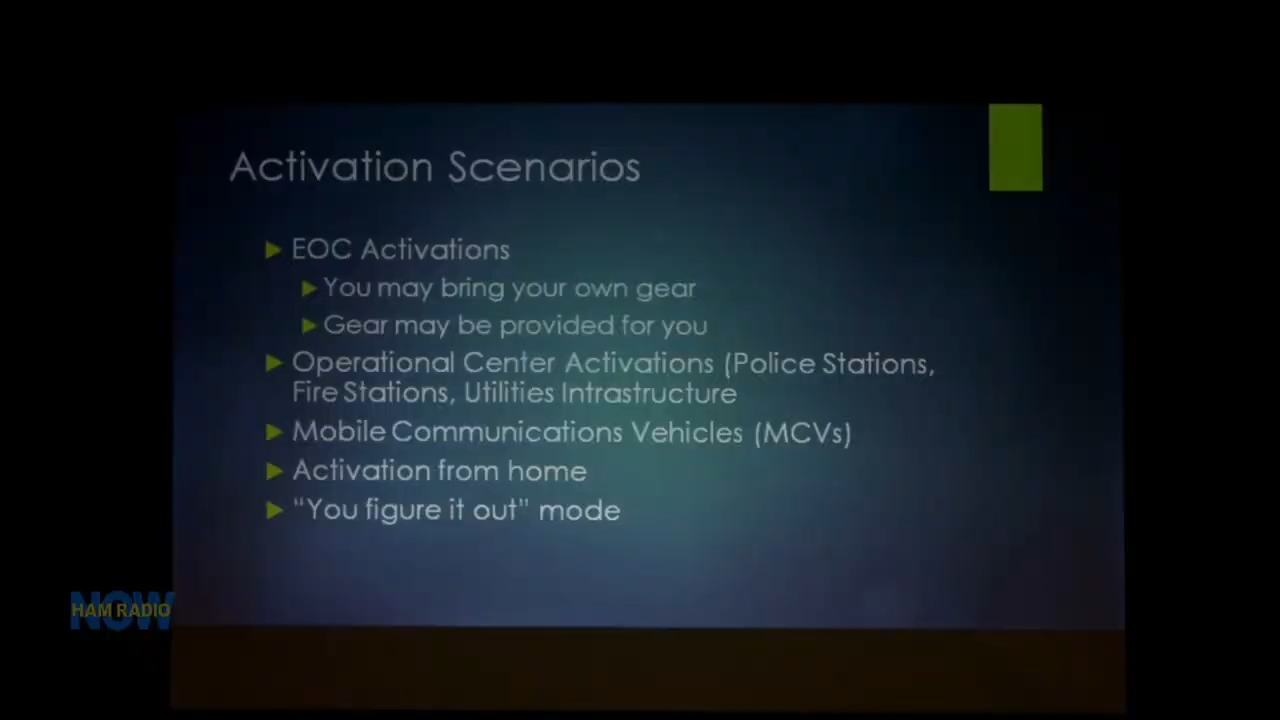 Activation Scenarios
EOC Activations
You may bring your own gear
Gear may be provided for you
Operational Center Activations (Police Stations,
Fire Stations, Utilities Intrastructure
Mobile Communications Vehicles (MCVs)
Activation from home
“You figure it out” mode
NOW
HAM RADIO